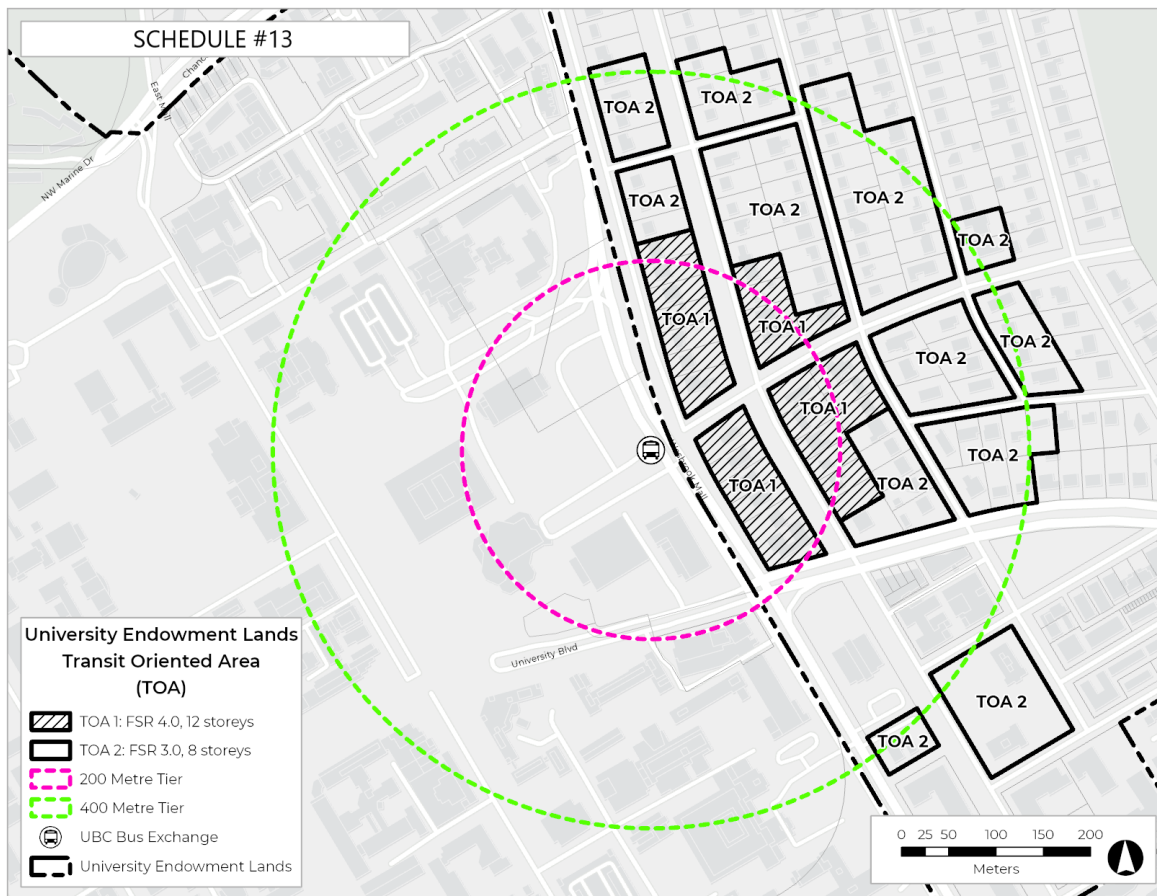 SCHEDULE #13
Chanc
East Mall
NW Marine Dr
TOA 2
TOA 2
TOA 2
TOA 2
TOA 2
TOA 2
TOA 1
TOA 1
TOA 2
TOA 2
TOA 1
TOA 2
TOA 1
TOA 2
Wesbrook Mall
University Blvd
TOA 2
TOA 2
University Endowment Lands
Transit Oriented Area
(TOA)
TOA 1: FSR 4.0, 12 storeys
TOA 2: FSR 3.0, 8 storeys
200 Metre Tier
400 Metre Tier
UBC Bus Exchange
University Endowment Lands
0 25 50 100 150 200
Meters